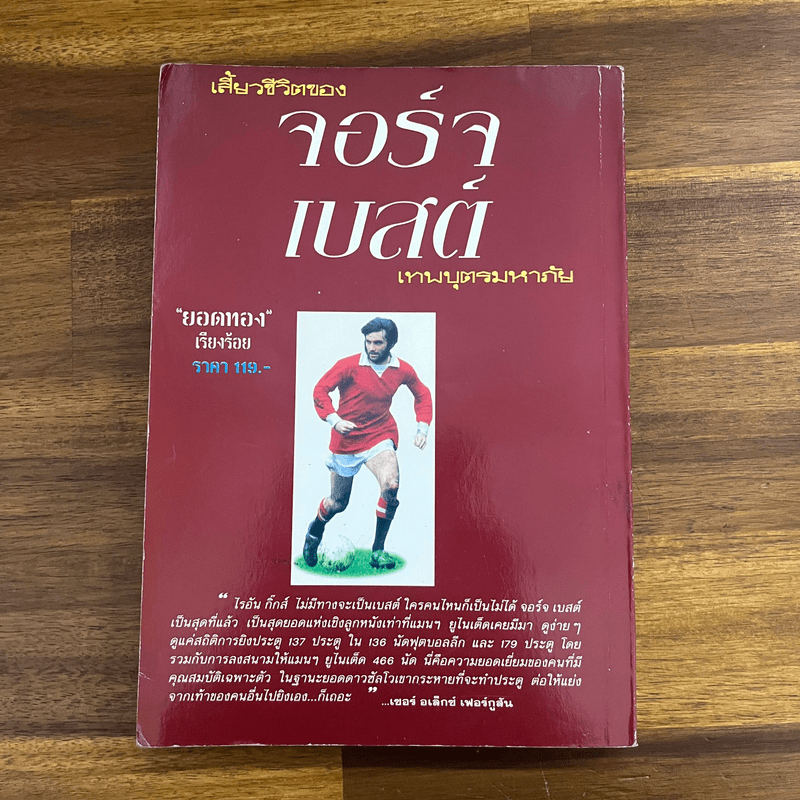 เสี้ยวชีวิตของ
จอร์จ
เบสต์
เทพบุตรมหาภัย
"ยอดทอง"
เรียงร้อย
ราคา 119.-
“ ไรอัน กิ๊กส์ ไม่มีทางจะเป็นเบสต์ ใครคนไหนก็เป็นไม่ได้ จอร์จ เบสต์
เป็นสุดที่แล้ว เป็นสุดยอดแห่งเชิงลูกหนังเท่าที่แมนฯ ยูไนเต็ดเคยมีมา ดูง่ายๆ
ดูแค่สถิติการยิงประตู 137 ประตู ใน 136 นัดฟุตบอลลีก และ 179 ประตู โดย
รวมกับการลงสนามให้แมนฯ ยูไนเต็ด 466 นัด นี่คือความยอดเยี่ยมของคนที่มี
คุณสมบัติเฉพาะตัว ในฐานะยอดดาวซัลโวเขากระหายที่จะทำประตู ต่อให้แย่ง
จากเท้าของคนอื่นไปยิงเอง...ก็เถอะ ” ...เซอร์ อเล็กซ์ เฟอร์กูสัน